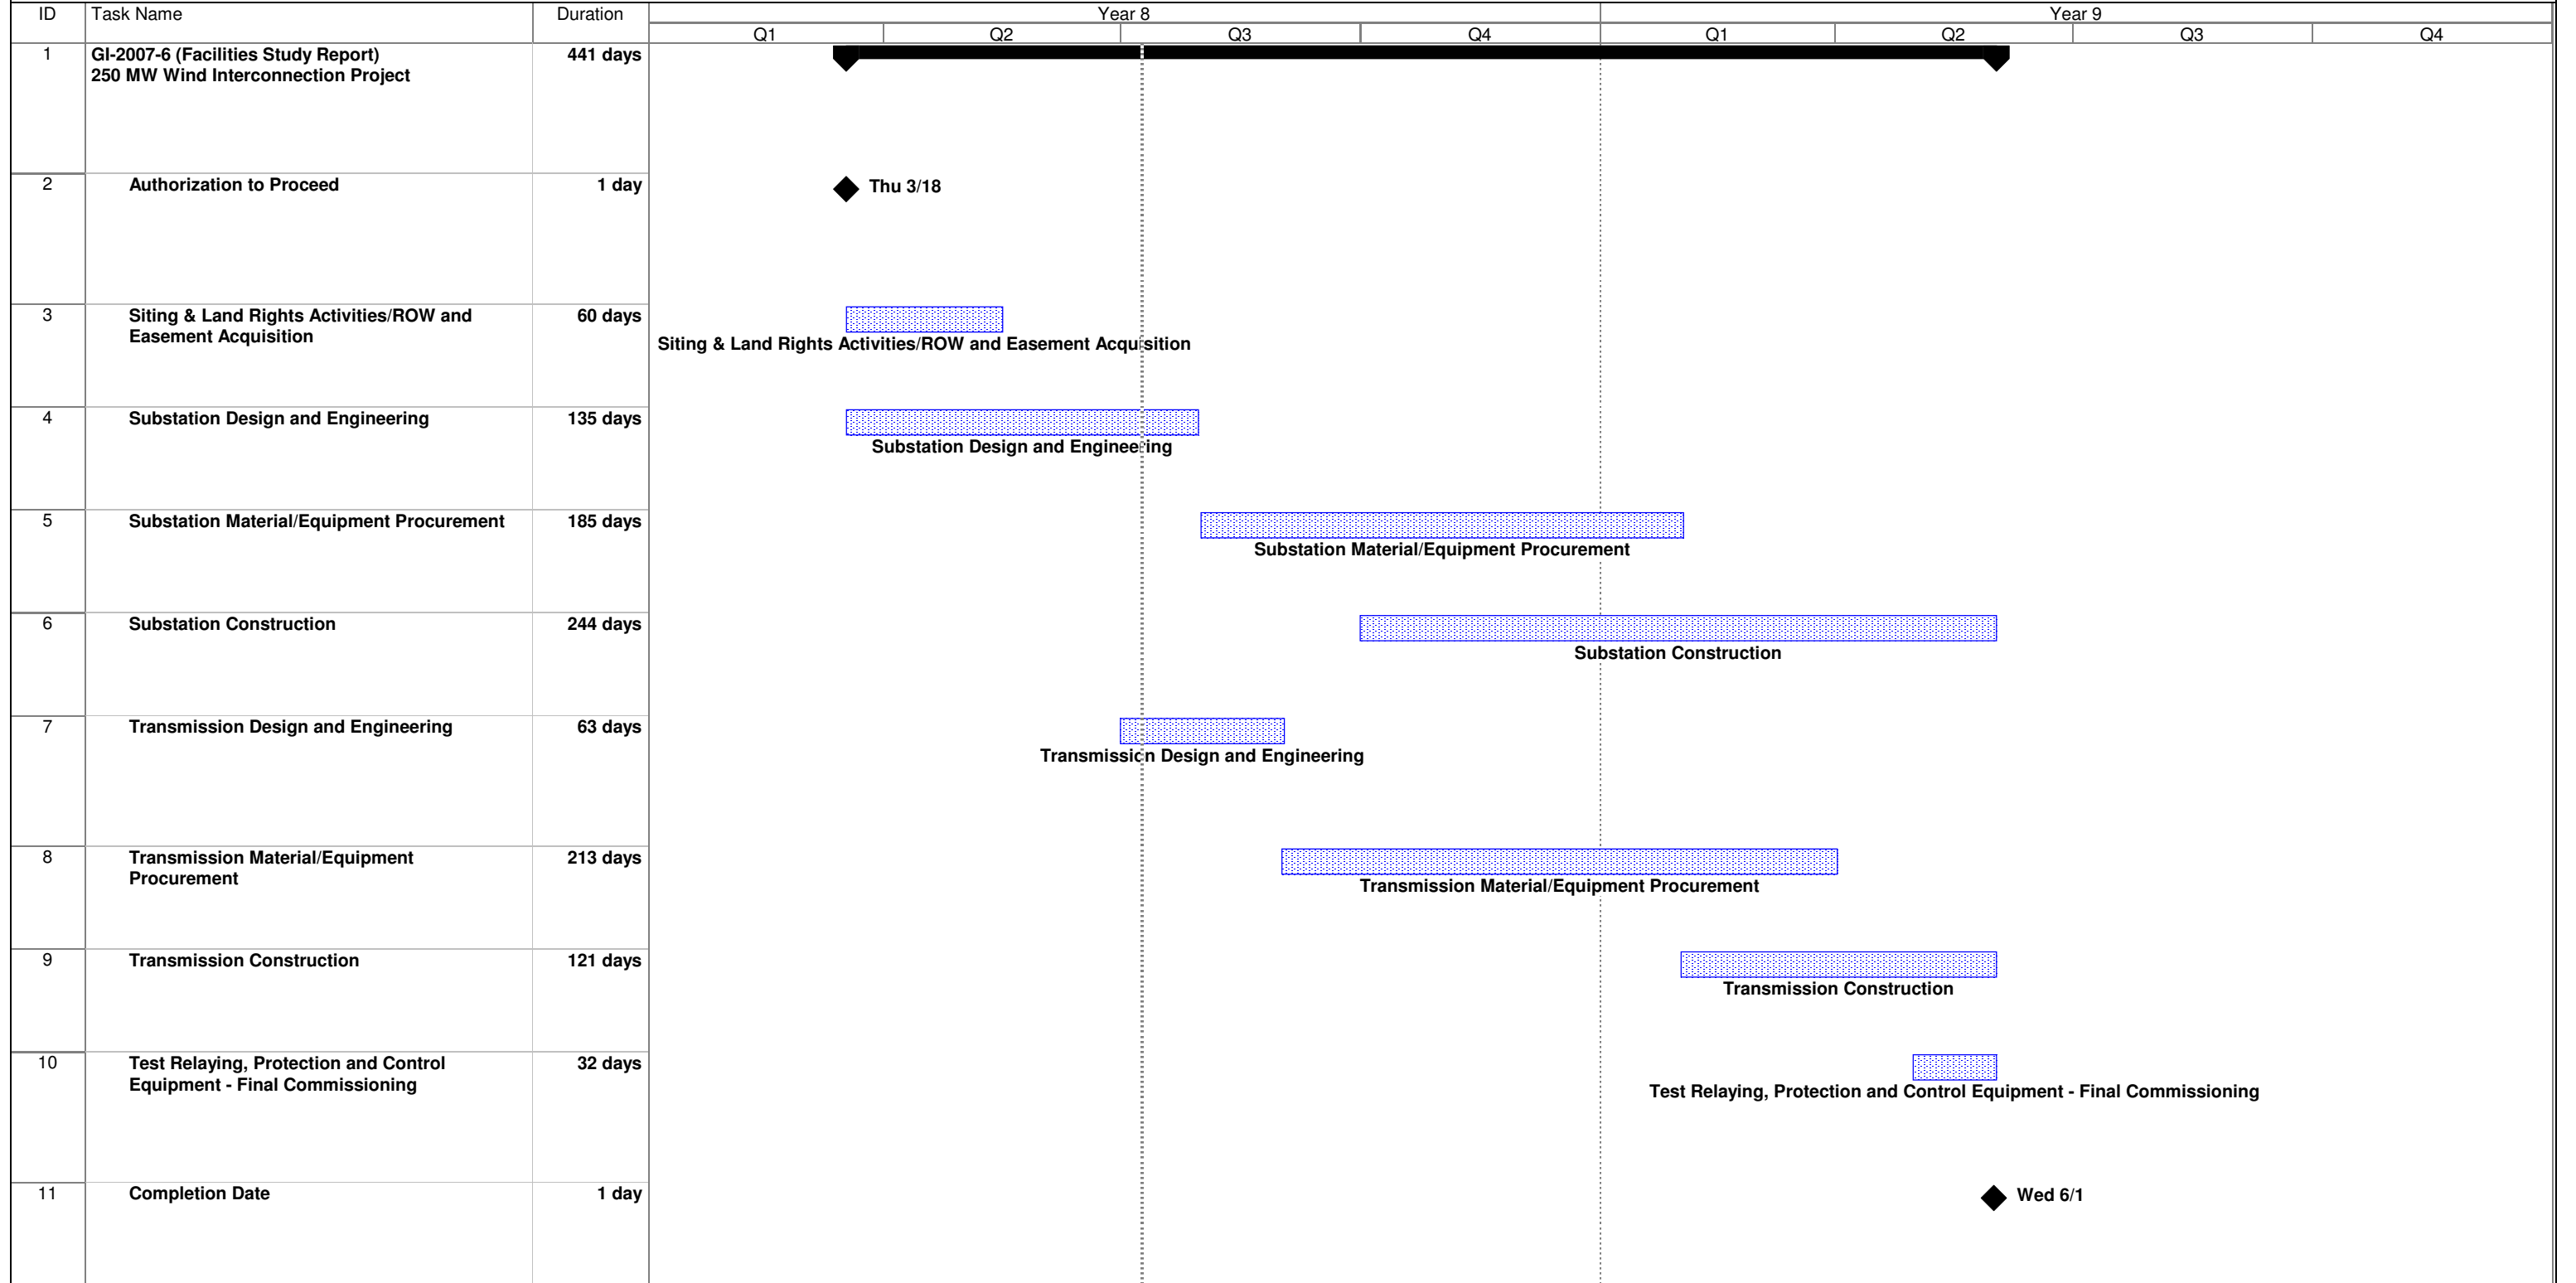 ID Task Name Duration Year 8 Year 9
Q1 Q2 Q3 Q4 Q1 Q2 Q3 Q4
1 GI-2007-6 (Facilities Study Report) 441 days
250 MW Wind Interconnection Project
2 Authorization to Proceed 1 day Thu 3/18
3 Siting & Land Rights Activities/ROW and 60 days
Easement Acquisition
Siting & Land Rights Activities/ROW and Easement Acquisition
4 Substation Design and Engineering 135 days
Substation Design and Engineering
5 Substation Material/Equipment Procurement 185 days
Substation Material/Equipment Procurement
6 Substation Construction 244 days
Substation Construction
7 Transmission Design and Engineering 63 days
Transmission Design and Engineering
8 Transmission Material/Equipment 213 days
Procurement
Transmission Material/Equipment Procurement
9 Transmission Construction 121 days
Transmission Construction
10 Test Relaying, Protection and Control 32 days
Equipment - Final Commissioning
Test Relaying, Protection and Control Equipment - Final Commissioning
11 Completion Date 1 day Wed 6/1